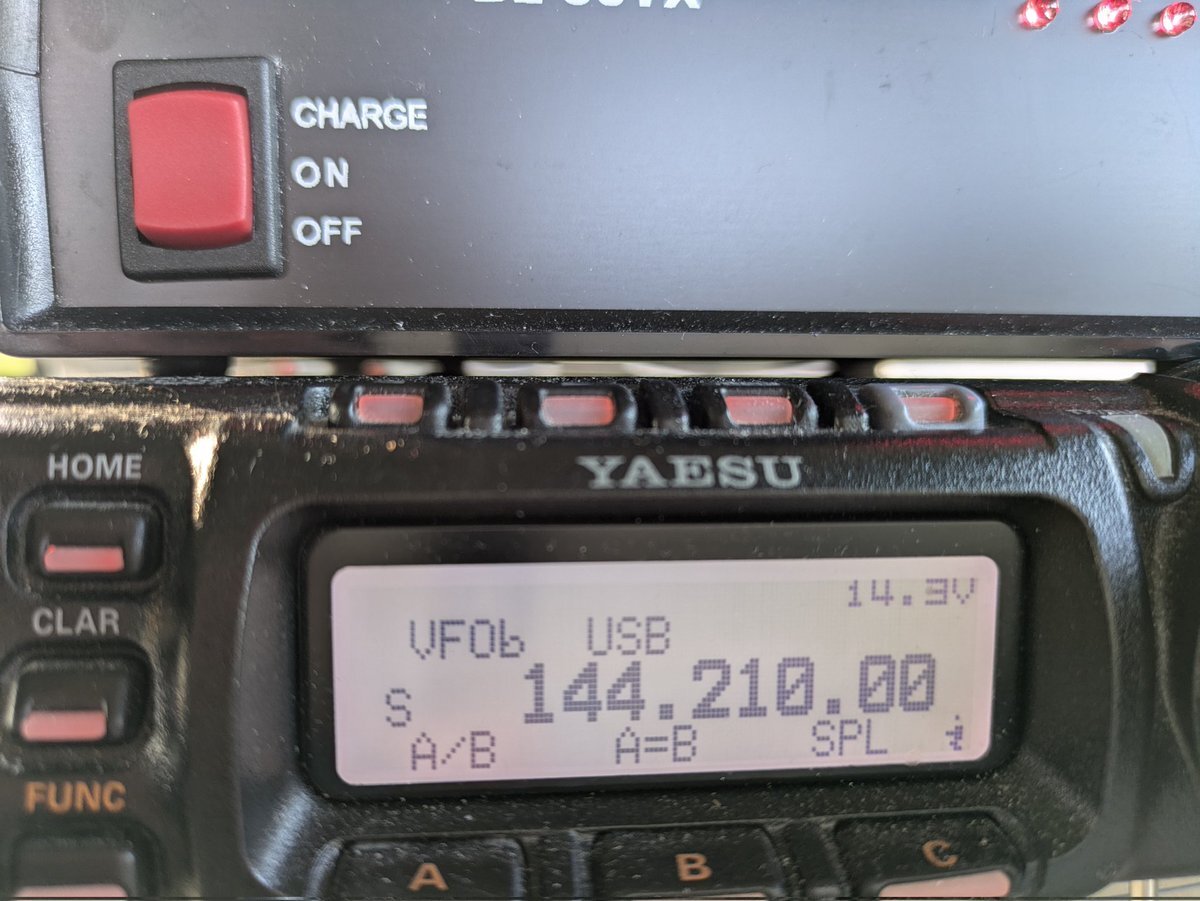 CHARGE
ON
OFF
YAESU
HOME
14.3V
VFOb USB
CLAR
S 144.210.00
A/B A=B SPL
FUNC
A B C